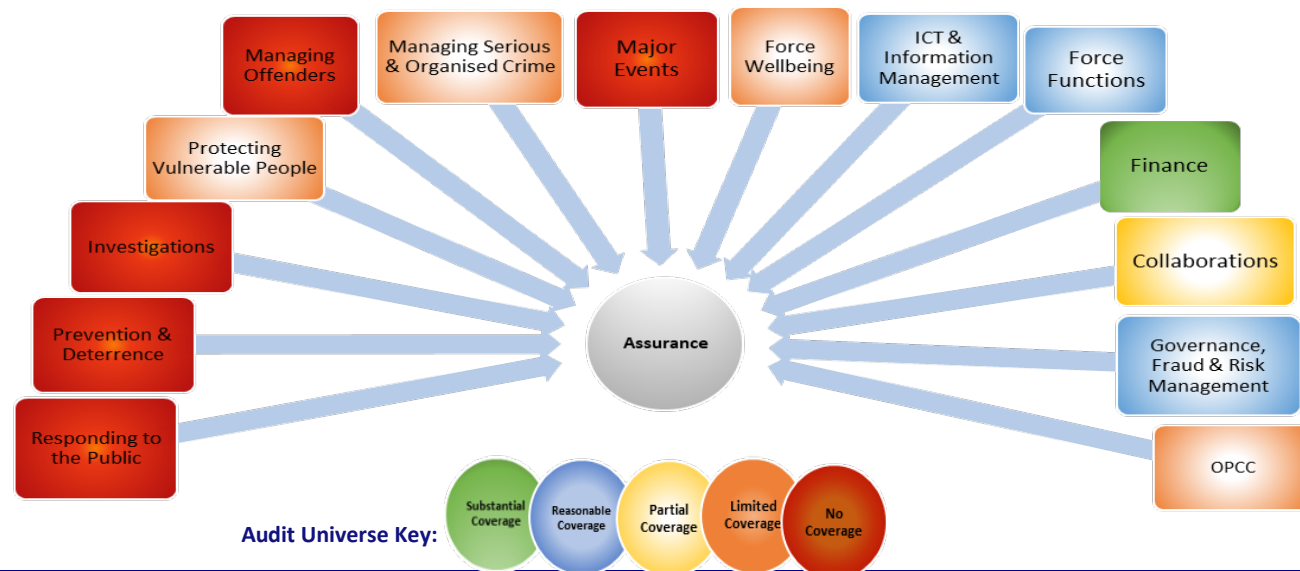 Managing
Offenders
Managing Serious
& Organised Crime
Major
Events
Force
Wellbeing
ICT &
Information
Management
Force
Functions
Protecting
Vulnerable People
Finance
Investigations
Collaborations
Prevention &
Deterrence
Assurance
Governance,
Fraud & Risk
Management
Responding to
the Public
OPCC
Audit Universe Key:
Substantial
Coverage
Reasonable
Coverage
Partial
Coverage
Limited
Coverage
No
Coverage